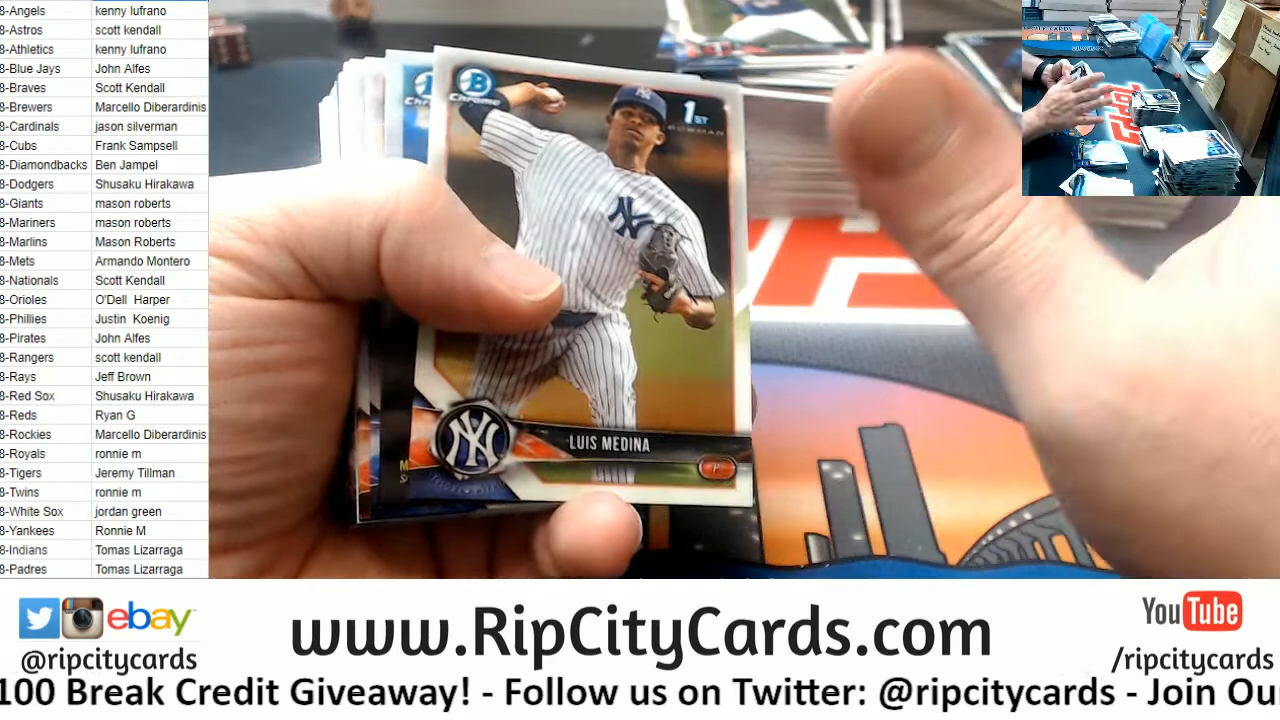 8-Angels kenny lufrano
8-Astros scott kendall
8-Athletics kenny lufrano
8-Blue Jays John Alfes
8-Braves Scott Kendall
8-Brewers Marcello Diberardinis
8-Cardinals jason silverman
8-Cubs Frank Sampsell
8-Diamondbacks Ben Jampel
8-Dodgers Shusaku Hirakawa
8-Giants mason roberts
8-Mariners mason roberts
8-Marlins Mason Roberts
8-Mets Armando Montero
8-Nationals Scott Kendall
8-Orioles O'Dell Harper
8-Phillies Justin Koenig
8-Pirates John Alfes
8-Rangers scott kendall
8-Rays Jeff Brown
8-Red Sox Shusaku Hirakawa
8-Reds Ryan G
8-Rockies Marcello Diberardinis
8-Royals ronnie m
8-Tigers Jeremy Tillman
8-Twins ronnie m
8-White Sox jordan green
8-Yankees Ronnie M
8-Indians Tomas Lizarraga
8-Padres Tomas Lizarraga
B
Chrome
1ST
BOWMAN
NY
NY
LUIS MEDINA
P
TOPPS
ebay
@ripcitycards
www.RipCityCards.com
YouTube
/ripcitycards
100 Break Credit Giveaway! - Follow us on Twitter: @ripcitycards - Join Ou